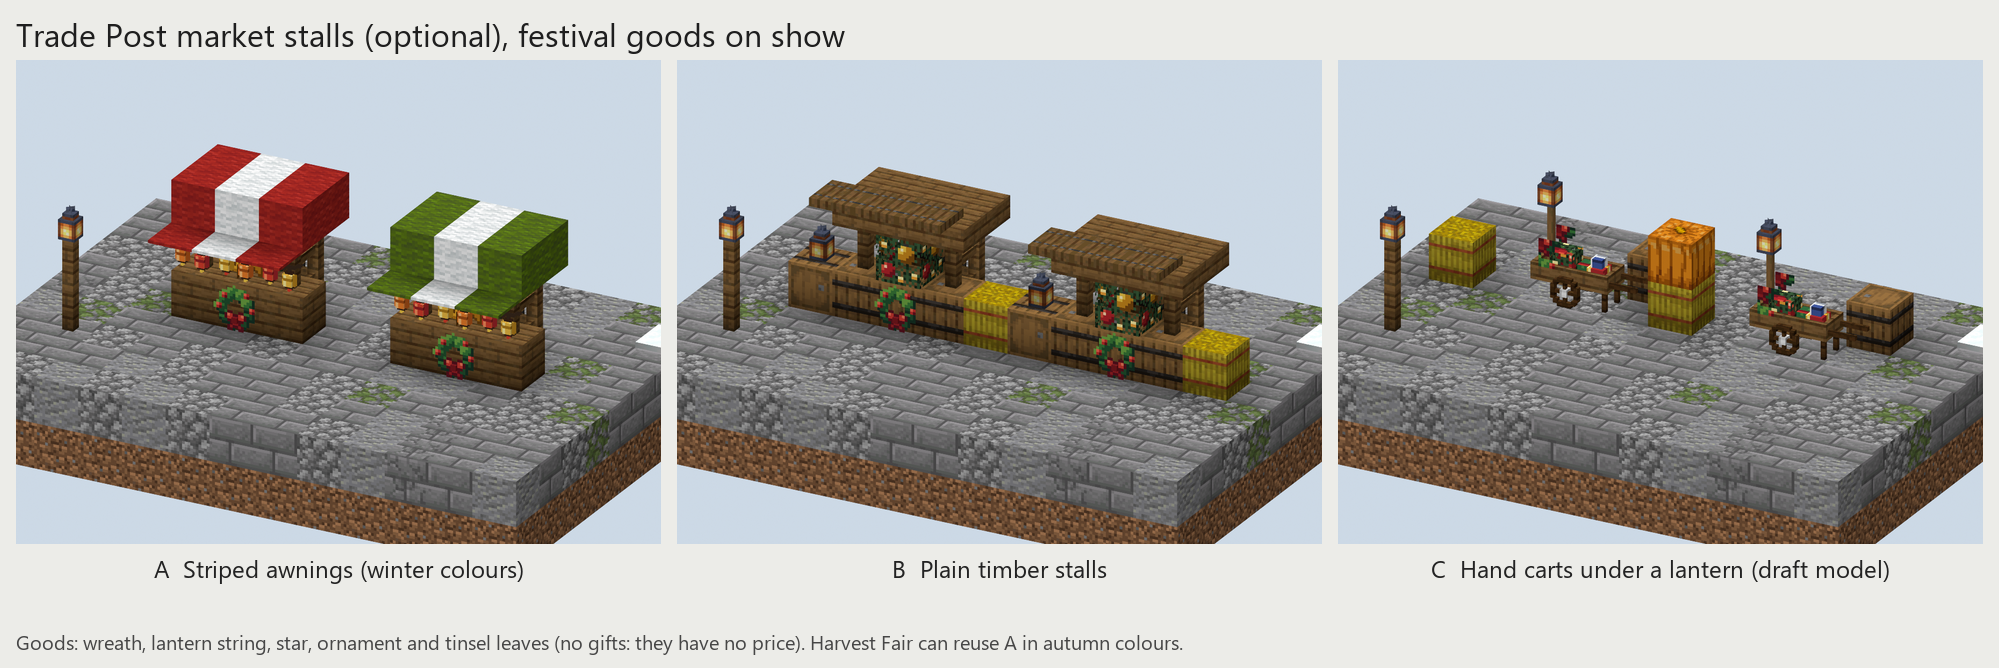 Trade Post market stalls (optional), festival goods on show
A Striped awnings (winter colours)
B Plain timber stalls
C Hand carts under a lantern (draft model)
Goods: wreath, lantern string, star, ornament and tinsel leaves (no gifts: they have no price). Harvest Fair can reuse A in autumn colours.